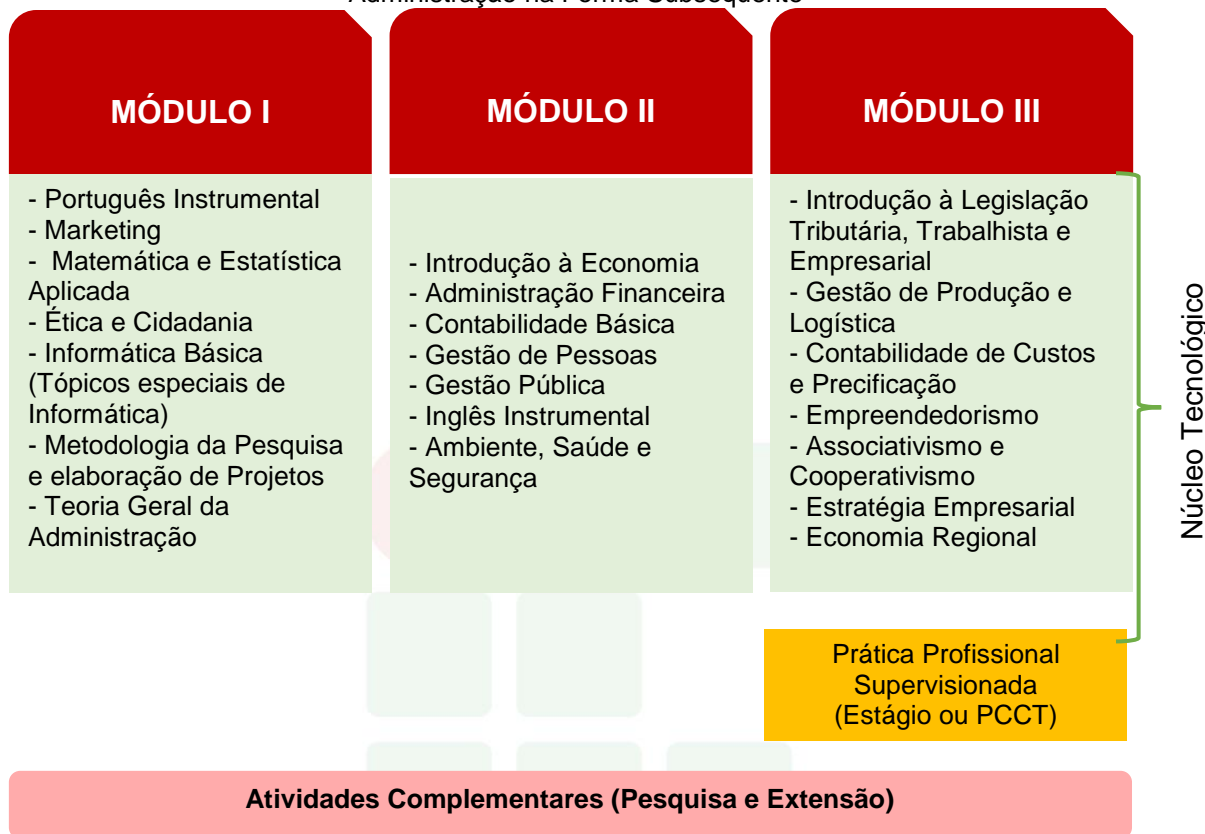 Administração na Forma Subsequente
MÓDULO I
- Português Instrumental
- Marketing
- Matemática e Estatística
Aplicada
- Ética e Cidadania
- Informática Básica
(Tópicos especiais de
Informática)
- Metodologia da Pesquisa
e elaboração de Projetos
- Teoria Geral da
Administração
MÓDULO II
- Introdução à Economia
- Administração Financeira
- Contabilidade Básica
- Gestão de Pessoas
- Gestão Pública
- Inglês Instrumental
- Ambiente, Saúde e
Segurança
MÓDULO III
- Introdução à Legislação
Tributária, Trabalhista e
Empresarial
- Gestão de Produção e
Logística
- Contabilidade de Custos
e Precificação
- Empreendedorismo
- Associativismo e
Cooperativismo
- Estratégia Empresarial
- Economia Regional
Núcleo Tecnológico
Prática Profissional
Supervisionada
(Estágio ou PCCT)
Atividades Complementares (Pesquisa e Extensão)